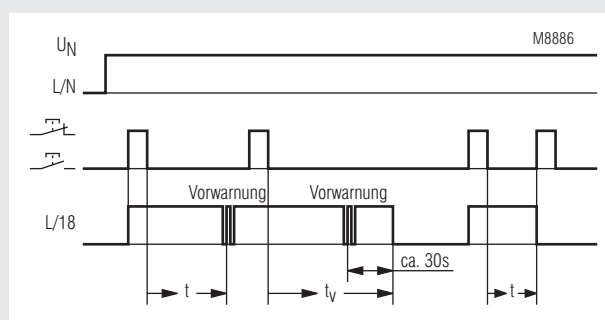 U_N
M8886
L/N
Vorwarnung Vorwarnung
L/18
ca. 30s
t
t_v
t